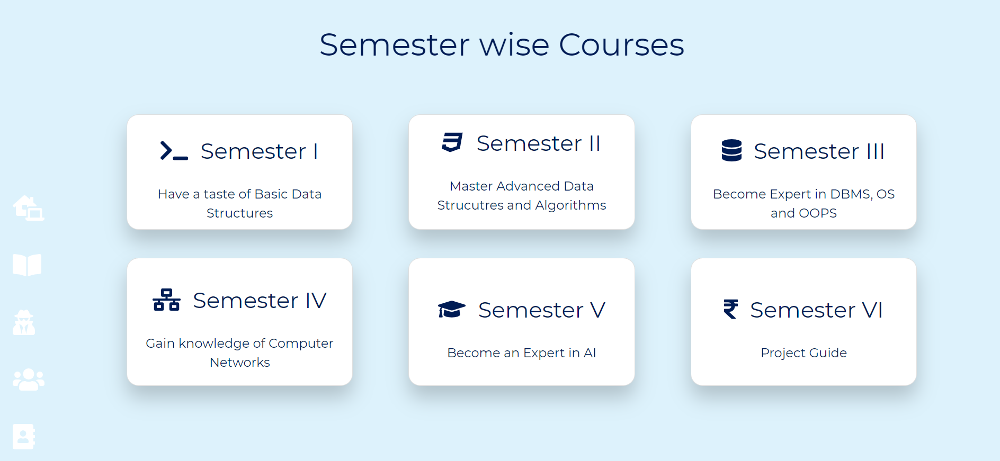 Semester wise Courses
Semester I
Have a taste of Basic Data
Structures
Semester II
Master Advanced Data
Strucutres and Algorithms
Semester III
Become Expert in DBMS, OS
and OOPS
Semester IV
Gain knowledge of Computer
Networks
Semester V
Become an Expert in AI
Semester VI
Project Guide